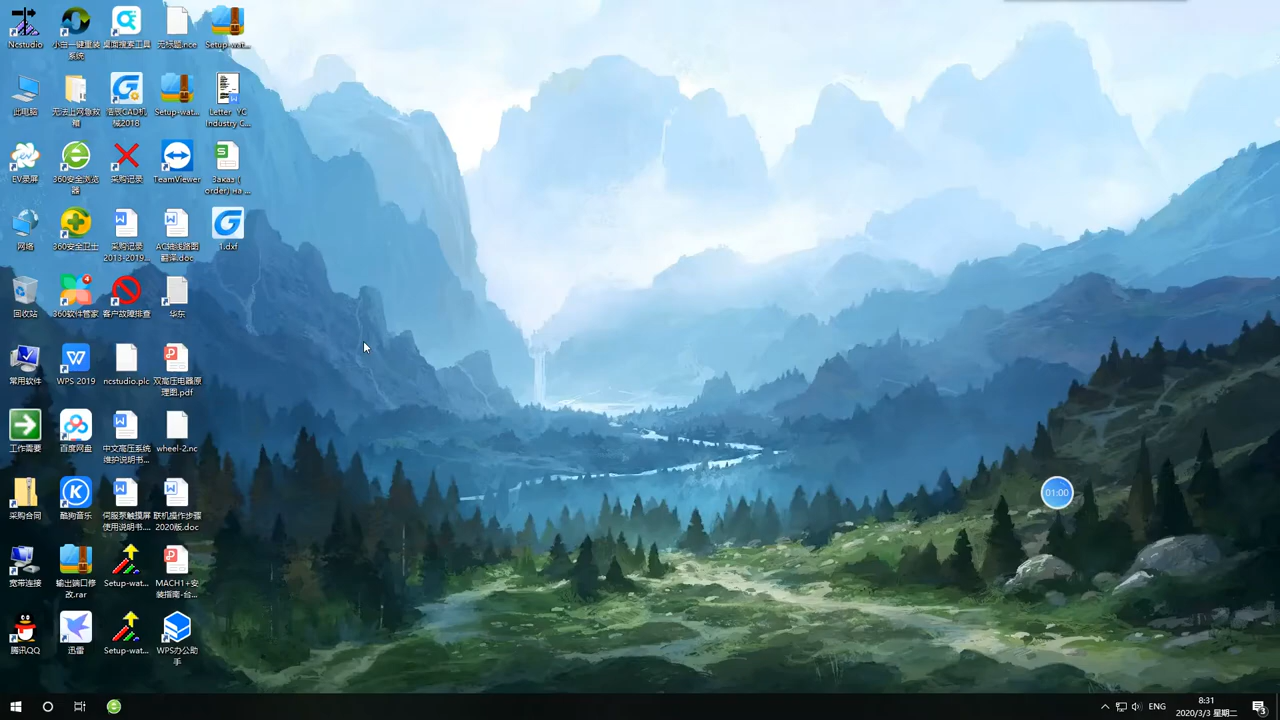 Ncstudio
小白一键重装
系统
桌面搜索工具
无标题.nce
Setup-wat...
此电脑
无法上网急救
箱
浩辰CAD机
械2018
Setup-wat...
Letter_YC
Industry C...
EV录屏
360安全浏览
器
采购记录
TeamViewer
Заказ (
order) на ...
网络
360安全卫士
采购记录
2013-2019...
AC轴线路图
翻译.doc
1.dxf
回收站
4
360软件管家
客户故障排查
华东
常用软件
WPS 2019
ncstudio.plc
双高压电器原
理图.pdf
工作需要
百度网盘
中文高压系统
维护说明书...
wheel-2.nc
采购合同
酷狗音乐
伺服泵触摸屏
使用说明书....
联机操作步骤
2020版.doc
宽带连接
输出端口修
改.rar
Setup-wat...
MACH1+安
装指南-台...
腾讯QQ
迅雷
Setup-wat...
WPS办公助
手
01:00
ENG
8:31
2020/3/3 星期二
3